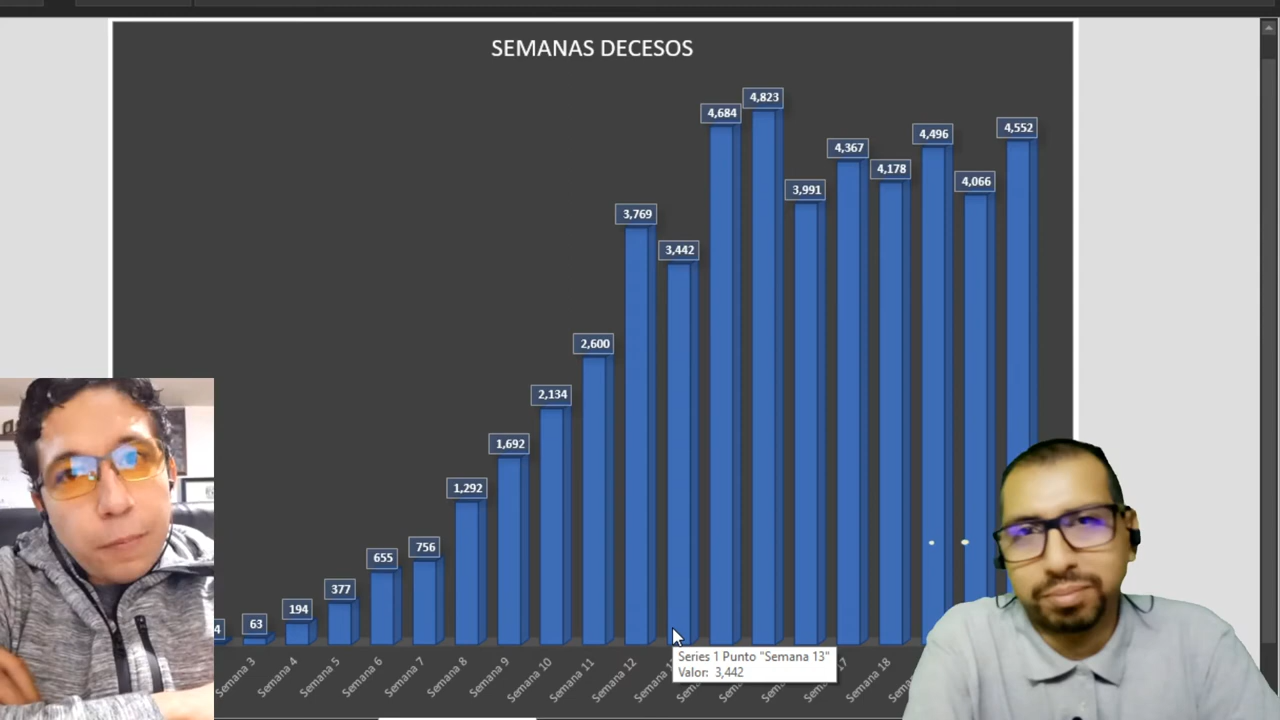 SEMANAS DECESOS
4,823
4,684
4,552
4,496
4,367
4,178
4,066
3,991
3,769
3,442
2,600
2,134
1,692
1,292
756
655
377
194
63
4
Semana 3
Semana 4
Semana 5
Semana 6
Semana 7
Semana 8
Semana 9
Semana 10
Semana 11
Semana 12
Semana 18
Series 1 Punto "Semana 13"
Valor: 3,442